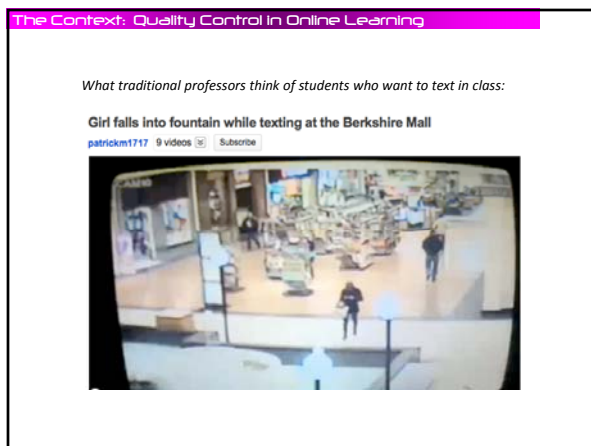 The Context: Quality Control in Online Learning
What traditional professors think of students who want to text in class:
Girl falls into fountain while texting at the Berkshire Mall
patrickm1717 9 videos Subscribe